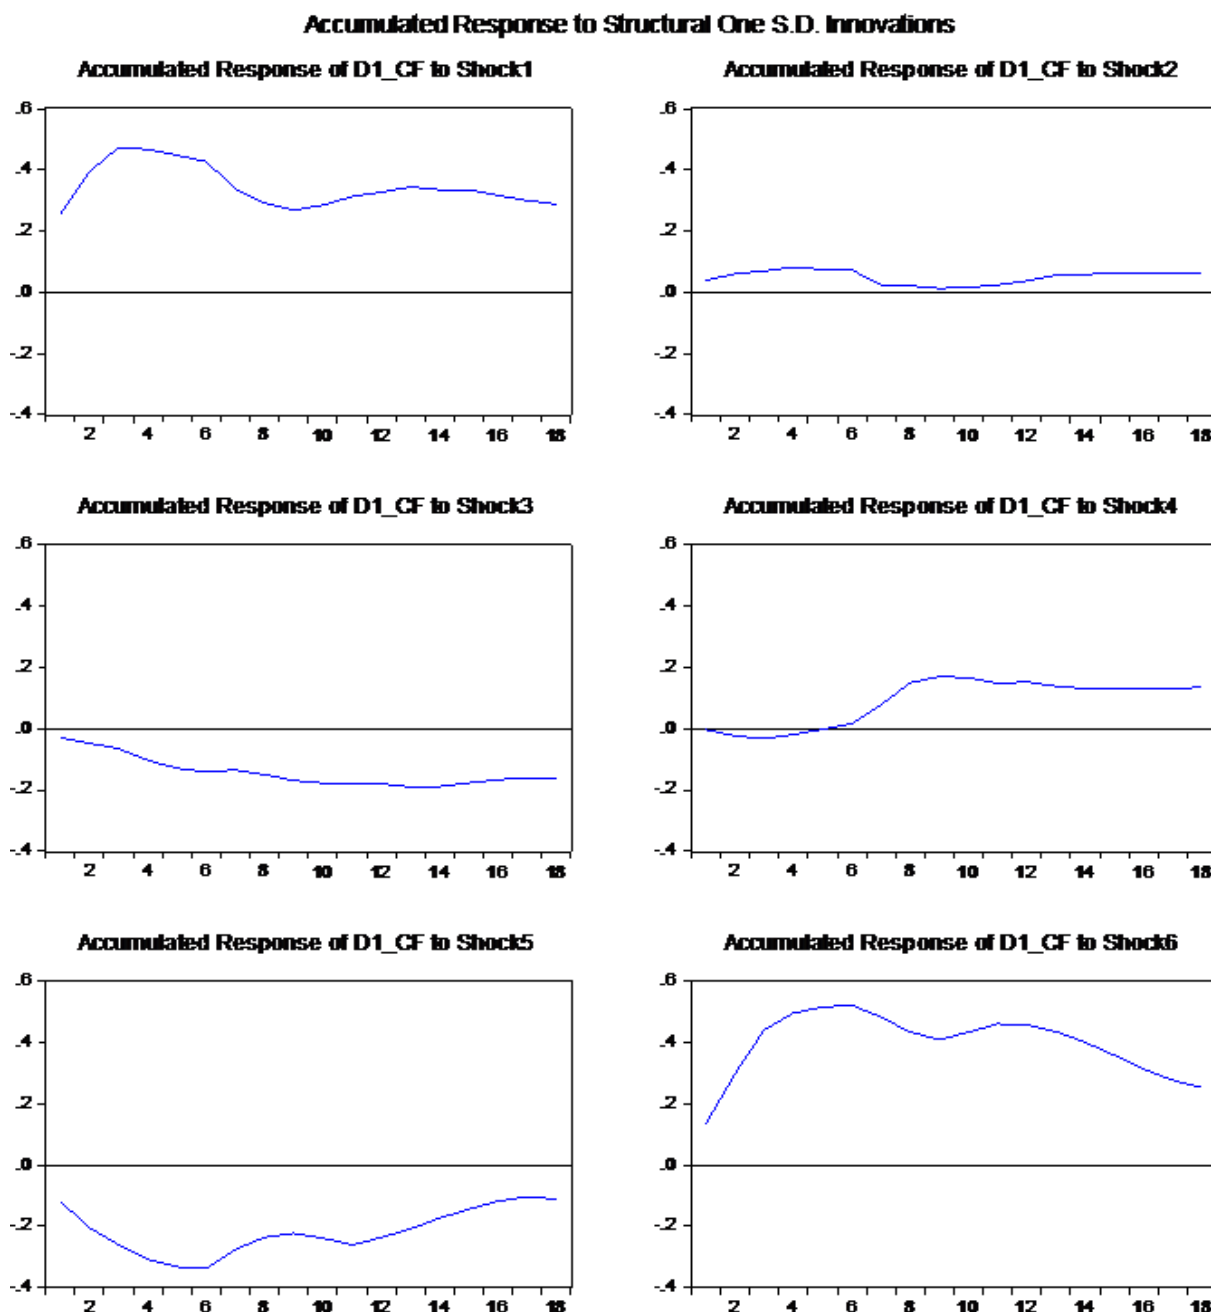 Accumulated Response to Structural One S.D. Innovations
Accumulated Response of D1_CF to Shock1
.6
.4
.2
.0
-.2
-.4
2 4 6 8 10 12 14 16 18
Accumulated Response of D1_CF to Shock2
.6
.4
.2
.0
-.2
-.4
2 4 6 8 10 12 14 16 18
Accumulated Response of D1_CF to Shock3
.6
.4
.2
.0
-.2
-.4
2 4 6 8 10 12 14 16 18
Accumulated Response of D1_CF to Shock4
.6
.4
.2
.0
-.2
-.4
2 4 6 8 10 12 14 16 18
Accumulated Response of D1_CF to Shock5
.6
.4
.2
.0
-.2
-.4
2 4 6 8 10 12 14 16 18
Accumulated Response of D1_CF to Shock6
.6
.4
.2
.0
-.2
-.4
2 4 6 8 10 12 14 16 18